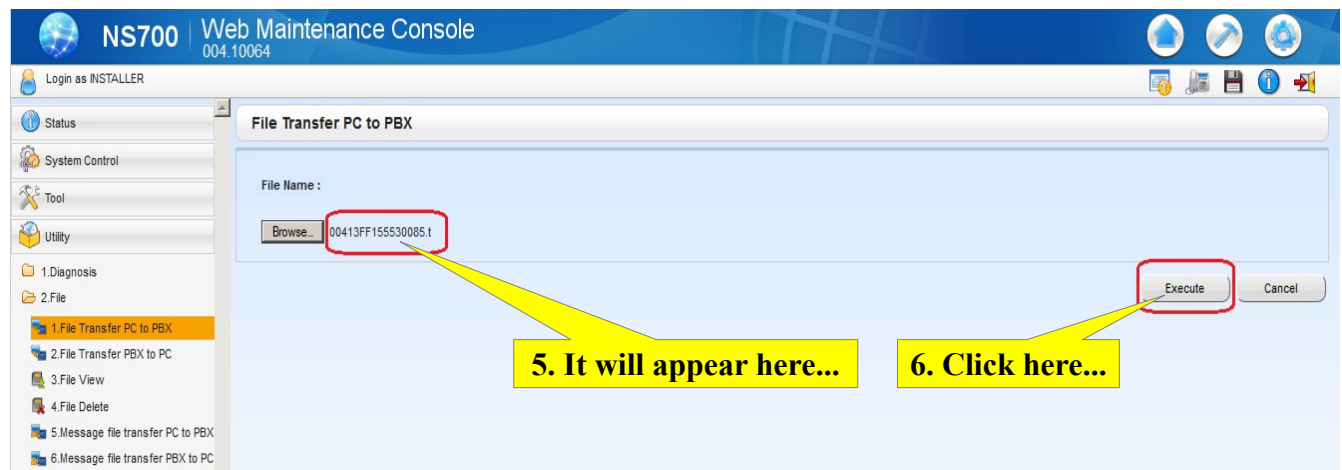 NS700
Web Maintenance Console
004.10064
Login as INSTALLER
Status
System Control
Tool
Utility
1.Diagnosis
2.File
1.File Transfer PC to PBX
2.File Transfer PBX to PC
3.File View
4.File Delete
5.Message file transfer PC to PBX
6.Message file transfer PBX to PC
File Transfer PC to PBX
File Name :
Browse... 00413FF155530085.t
Execute Cancel
5. It will appear here...
6. Click here...